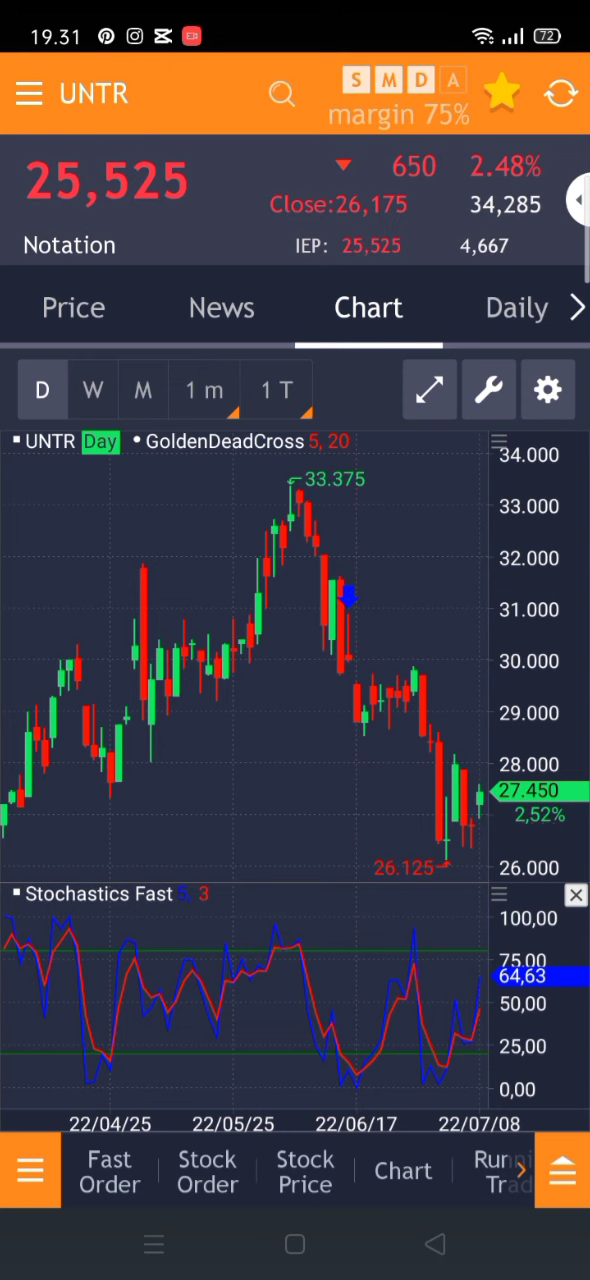 19.31 72
UNTR S M D A
margin 75%
25,525 650 2.48%
Close:26,175 34,285
Notation IEP: 25,525 4,667
Price News Chart Daily
D W M 1 m 1 T
UNTR Day GoldenDeadCross 5, 20
34.000
33.375
33.000
32.000
31.000
30.000
29.000
28.000
27.450
2,52%
26.125
26.000
Stochastics Fast 5, 3
100,00
75,00
64,63
50,00
25,00
0,00
22/04/25 22/05/25 22/06/17 22/07/08
Fast Stock Stock Chart Runni
Order Order Price Trad